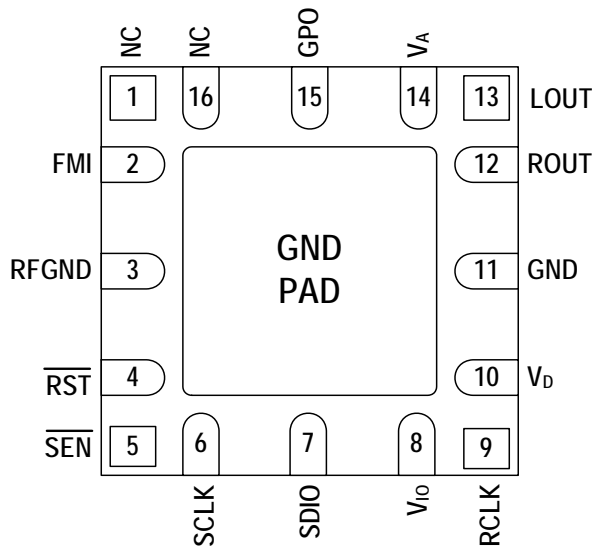 NC
NC
GPO
VA
1
16
15
14
13
LOUT
FMI
2
12
ROUT
GND
PAD
RFGND
3
11
GND
RST
4
10
VD
SEN
5
6
7
8
9
SCLK
SDIO
VIO
RCLK